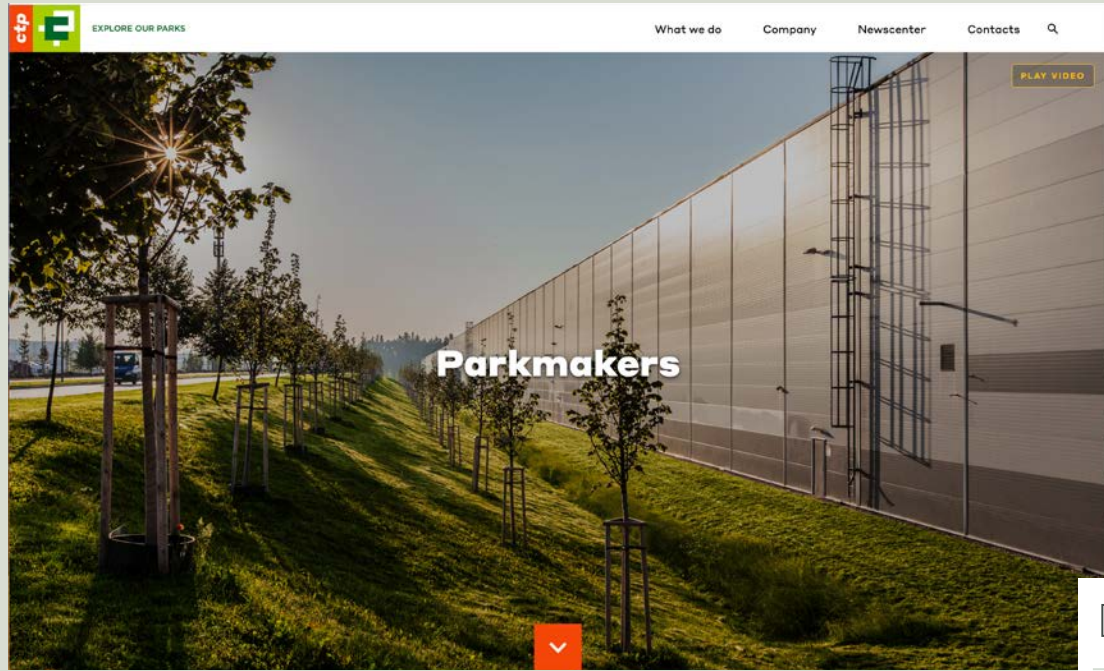 ctp
EXPLORE OUR PARKS
What we do
Company
Newscenter
Contacts
PLAY VIDEO
Parkmakers